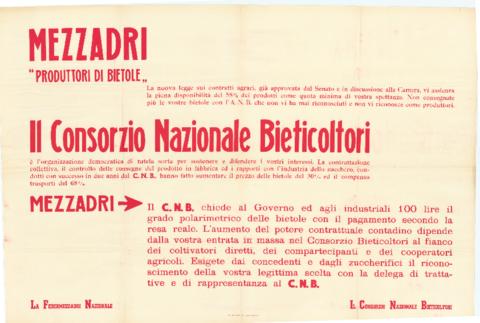 MEZZADRI
"PRODUTTORI DI BIETOLE„
La nuova legge sui contratti agrari, già approvata dal Senato e in discussione alla Camera, vi assicura
la piena disponibilità del 58% dei prodotti come quota minima di vostra spettanza. Non consegnate
più le vostre bietole con l'A.N.B. che non vi ha mai riconosciuti e non vi riconosce come produttori.
Il Consorzio Nazionale Bieticoltori
è l'organizzazione democratica di tutela sorta per sostenere e difendere i vostri interessi. La contrattazione
collettiva, il controllo delle consegne del prodotto in fabbrica ed i rapporti con l'industria dello zucchero, con-
dotti con successo in due anni dal C.N.B., hanno fatto aumentare il prezzo delle bietole del 30% ed il compenso
trasporti del 68%.
MEZZADRI → Il C.N.B. chiede al Governo ed agli industriali 100 lire il
grado polarimetrico delle bietole con il pagamento secondo la
resa reale. L'aumento del potere contrattuale contadino dipende
dalla vostra entrata in massa nel Consorzio Bieticoltori al fianco
dei coltivatori diretti, dei compartecipanti e dei cooperatori
agricoli. Esigete dai concedenti e dagli zuccherifici il ricono-
scimento della vostra legittima scelta con la delega di tratta-
tive e di rappresentanza al C.N.B.
La Federmezzadri Nazionale
Il Consorzio Nazionale Bieticoltori